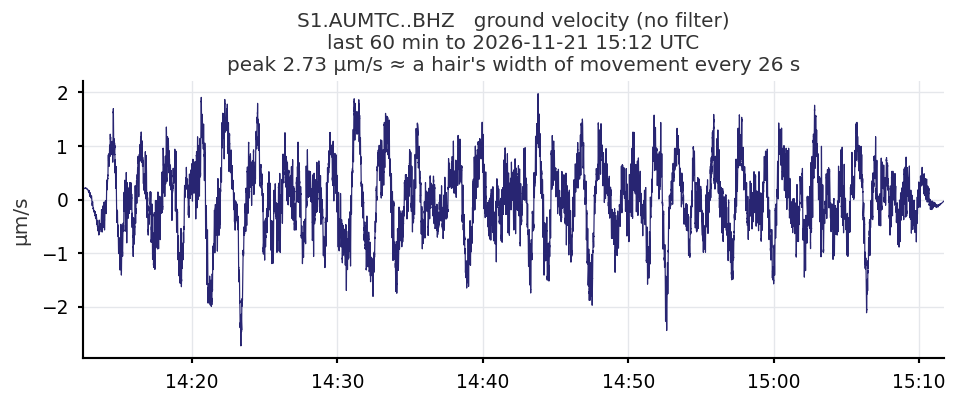 S1.AUMTC..BHZ   ground velocity (no filter)
last 60 min to 2026-11-21 15:12 UTC
peak 2.73 µm/s ≈ a hair's width of movement every 26 s
µm/s
2
1
0
−1
−2
14:20
14:30
14:40
14:50
15:00
15:10